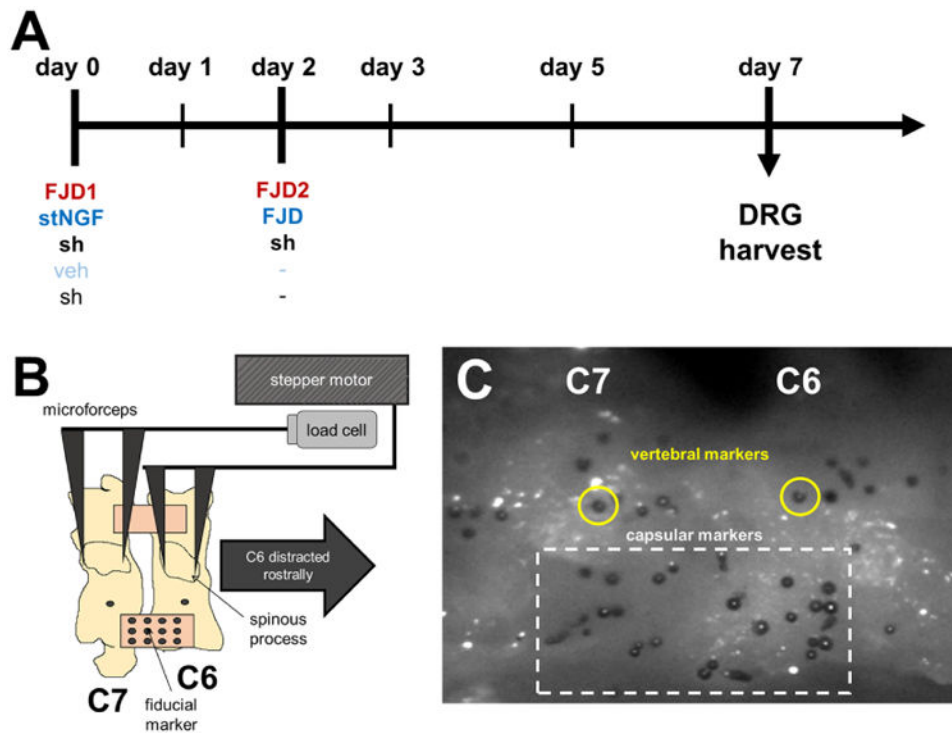 A
day 0 day 1 day 2 day 3 day 5 day 7
FJD1 FJD2
stNGF FJD
sh sh
veh -
sh -
DRG
harvest
B
stepper motor
microforceps
load cell
C6 distracted
rostrally
spinous
process
C7 C6
fiducial
marker
C
C7 C6
vertebral markers
capsular markers